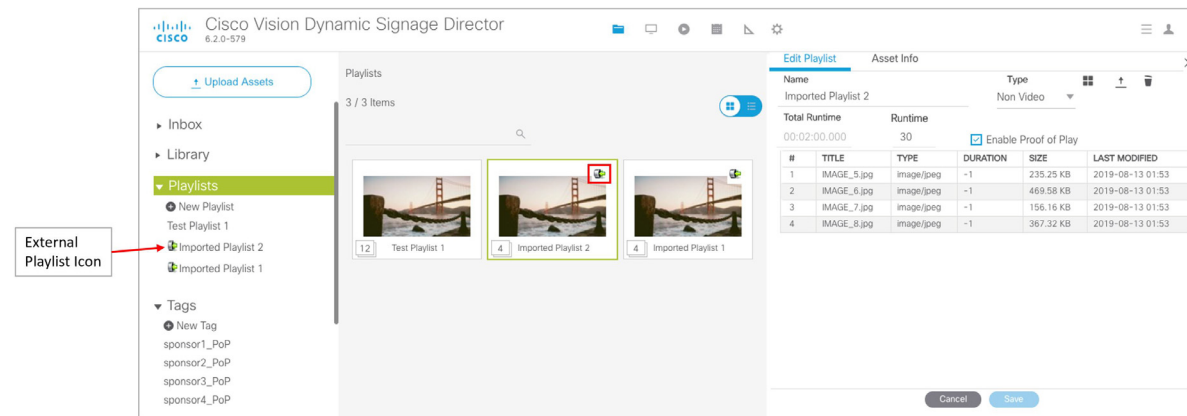 Cisco Vision Dynamic Signage Director
CISCO
6.2.0-579
Upload Assets
Inbox
Library
Playlists
New Playlist
Test Playlist 1
Imported Playlist 2
Imported Playlist 1
Tags
New Tag
sponsor1_PoP
sponsor2_PoP
sponsor3_PoP
sponsor4_PoP
External
Playlist Icon
Playlists
3 / 3 Items
12 Test Playlist 1
4 Imported Playlist 2
4 Imported Playlist 1
Edit Playlist Asset Info
Name Type
Imported Playlist 2 Non Video
Total Runtime Runtime
00:02:00.000 30 Enable Proof of Play
# TITLE TYPE DURATION SIZE LAST MODIFIED
1 IMAGE_5.jpg image/jpeg -1 235.25 KB 2019-08-13 01:53
2 IMAGE_6.jpg image/jpeg -1 469.58 KB 2019-08-13 01:53
3 IMAGE_7.jpg image/jpeg -1 156.16 KB 2019-08-13 01:53
4 IMAGE_8.jpg image/jpeg -1 367.32 KB 2019-08-13 01:53
Cancel Save